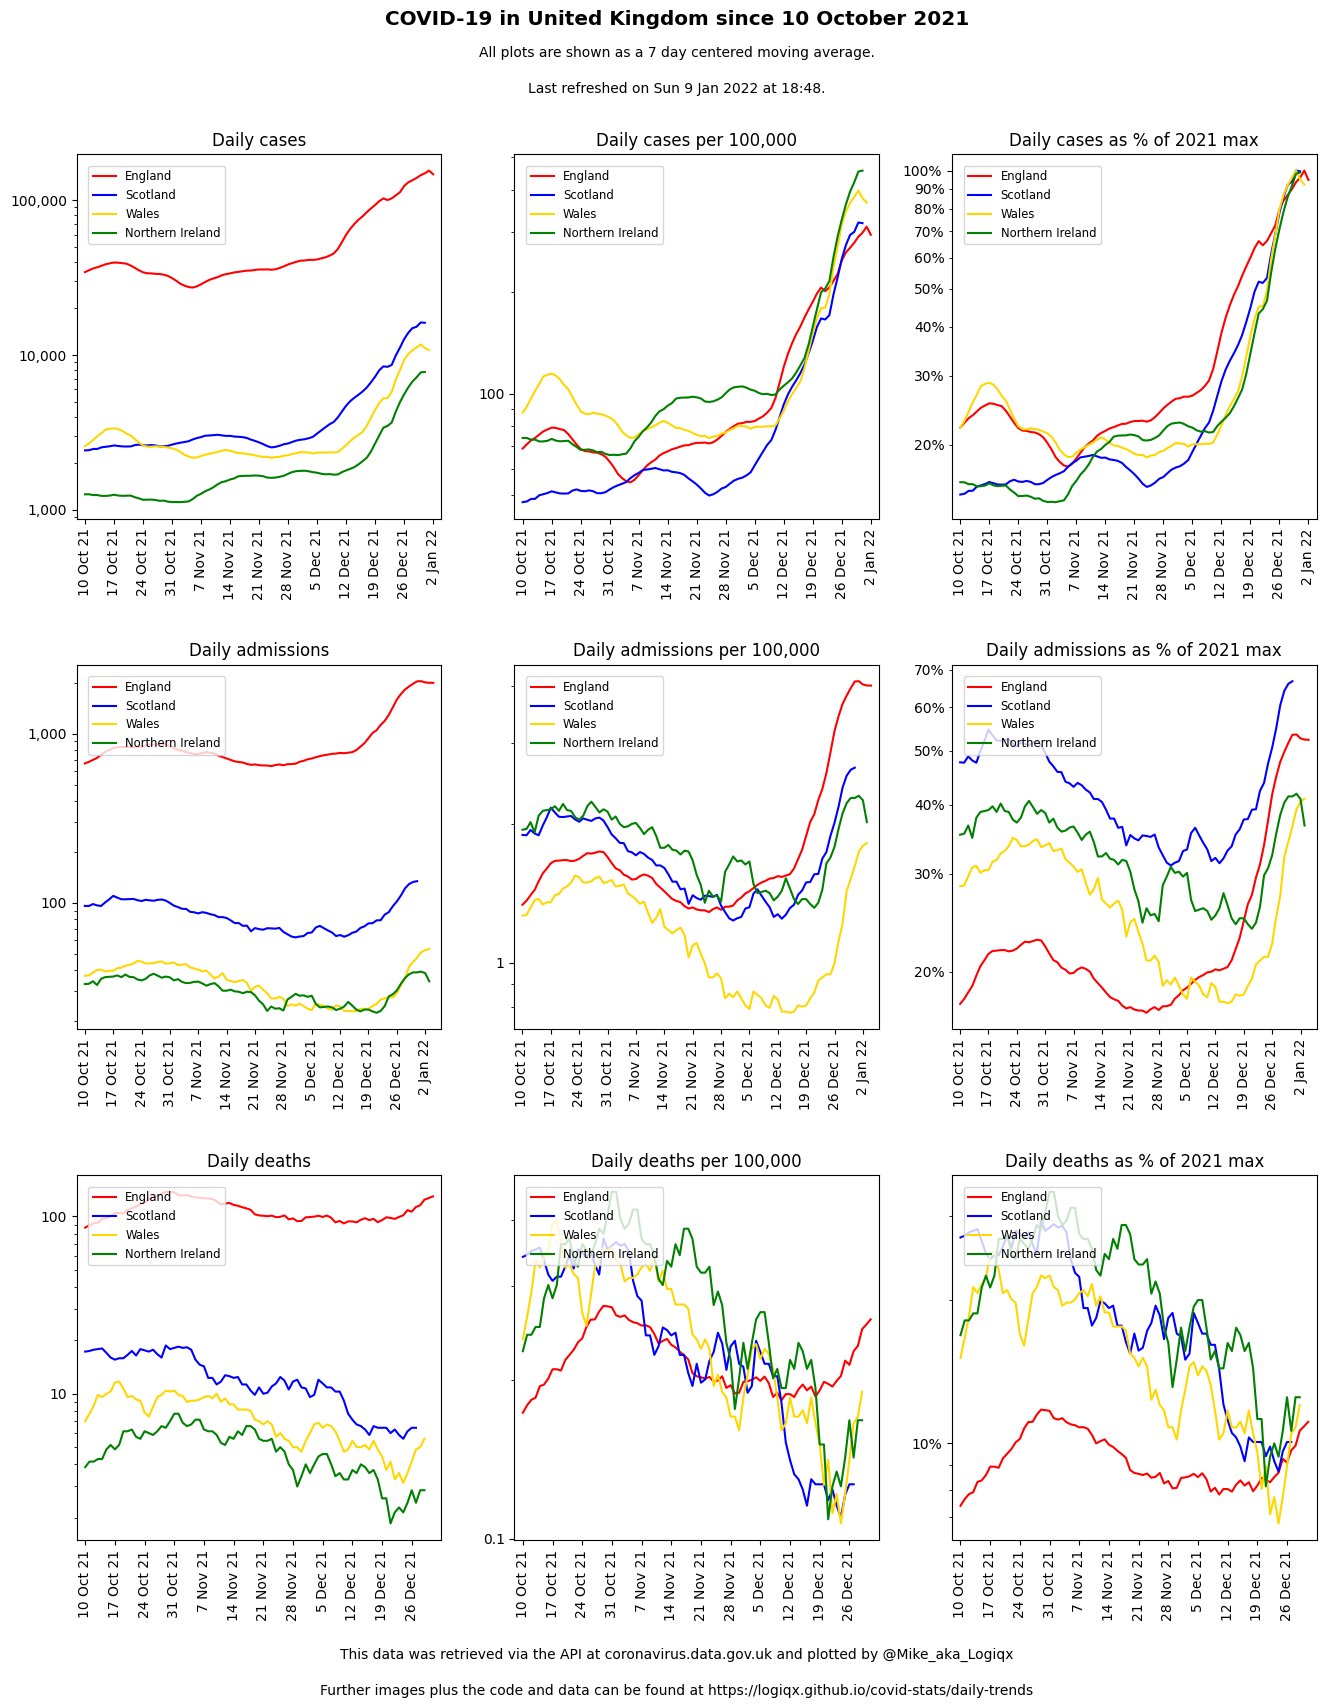 COVID-19 in United Kingdom since 10 October 2021
All plots are shown as a 7 day centered moving average.
Last refreshed on Sun 9 Jan 2022 at 18:48.
Daily cases
England
Scotland
Wales
Northern Ireland
100,000
10,000
1,000
10 Oct 21
17 Oct 21
24 Oct 21
31 Oct 21
7 Nov 21
14 Nov 21
21 Nov 21
28 Nov 21
5 Dec 21
12 Dec 21
19 Dec 21
26 Dec 21
2 Jan 22
Daily cases per 100,000
England
Scotland
Wales
Northern Ireland
100
10 Oct 21
17 Oct 21
24 Oct 21
31 Oct 21
7 Nov 21
14 Nov 21
21 Nov 21
28 Nov 21
5 Dec 21
12 Dec 21
19 Dec 21
26 Dec 21
2 Jan 22
Daily cases as % of 2021 max
England
Scotland
Wales
Northern Ireland
100%
90%
80%
70%
60%
50%
40%
30%
20%
10 Oct 21
17 Oct 21
24 Oct 21
31 Oct 21
7 Nov 21
14 Nov 21
21 Nov 21
28 Nov 21
5 Dec 21
12 Dec 21
19 Dec 21
26 Dec 21
2 Jan 22
Daily admissions
England
Scotland
Wales
Northern Ireland
1,000
100
10 Oct 21
17 Oct 21
24 Oct 21
31 Oct 21
7 Nov 21
14 Nov 21
21 Nov 21
28 Nov 21
5 Dec 21
12 Dec 21
19 Dec 21
26 Dec 21
2 Jan 22
Daily admissions per 100,000
England
Scotland
Wales
Northern Ireland
1
10 Oct 21
17 Oct 21
24 Oct 21
31 Oct 21
7 Nov 21
14 Nov 21
21 Nov 21
28 Nov 21
5 Dec 21
12 Dec 21
19 Dec 21
26 Dec 21
2 Jan 22
Daily admissions as % of 2021 max
England
Scotland
Wales
Northern Ireland
70%
60%
50%
40%
30%
20%
10 Oct 21
17 Oct 21
24 Oct 21
31 Oct 21
7 Nov 21
14 Nov 21
21 Nov 21
28 Nov 21
5 Dec 21
12 Dec 21
19 Dec 21
26 Dec 21
2 Jan 22
Daily deaths
England
Scotland
Wales
Northern Ireland
100
10
10 Oct 21
17 Oct 21
24 Oct 21
31 Oct 21
7 Nov 21
14 Nov 21
21 Nov 21
28 Nov 21
5 Dec 21
12 Dec 21
19 Dec 21
26 Dec 21
Daily deaths per 100,000
England
Scotland
Wales
Northern Ireland
0.1
10 Oct 21
17 Oct 21
24 Oct 21
31 Oct 21
7 Nov 21
14 Nov 21
21 Nov 21
28 Nov 21
5 Dec 21
12 Dec 21
19 Dec 21
26 Dec 21
Daily deaths as % of 2021 max
England
Scotland
Wales
Northern Ireland
10%
10 Oct 21
17 Oct 21
24 Oct 21
31 Oct 21
7 Nov 21
14 Nov 21
21 Nov 21
28 Nov 21
5 Dec 21
12 Dec 21
19 Dec 21
26 Dec 21
This data was retrieved via the API at coronavirus.data.gov.uk and plotted by @Mike_aka_Logiqx
Further images plus the code and data can be found at https://logiqx.github.io/covid-stats/daily-trends